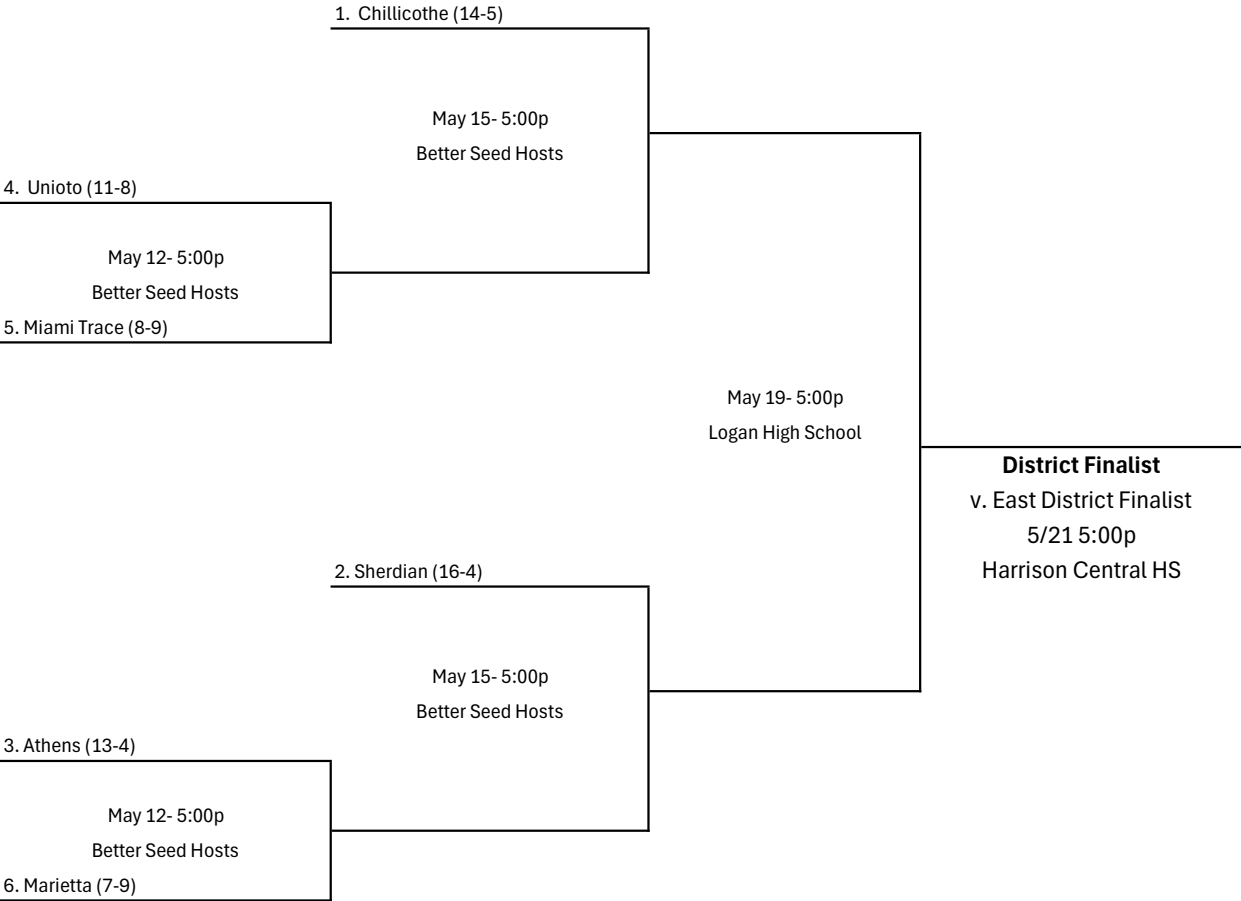 1. Chillicothe (14-5)
May 15- 5:00p
Better Seed Hosts
4. Unioto (11-8)
May 12- 5:00p
Better Seed Hosts
5. Miami Trace (8-9)
May 19- 5:00p
Logan High School
District Finalist
v. East District Finalist
5/21 5:00p
Harrison Central HS
2. Sherdian (16-4)
May 15- 5:00p
Better Seed Hosts
3. Athens (13-4)
May 12- 5:00p
Better Seed Hosts
6. Marietta (7-9)